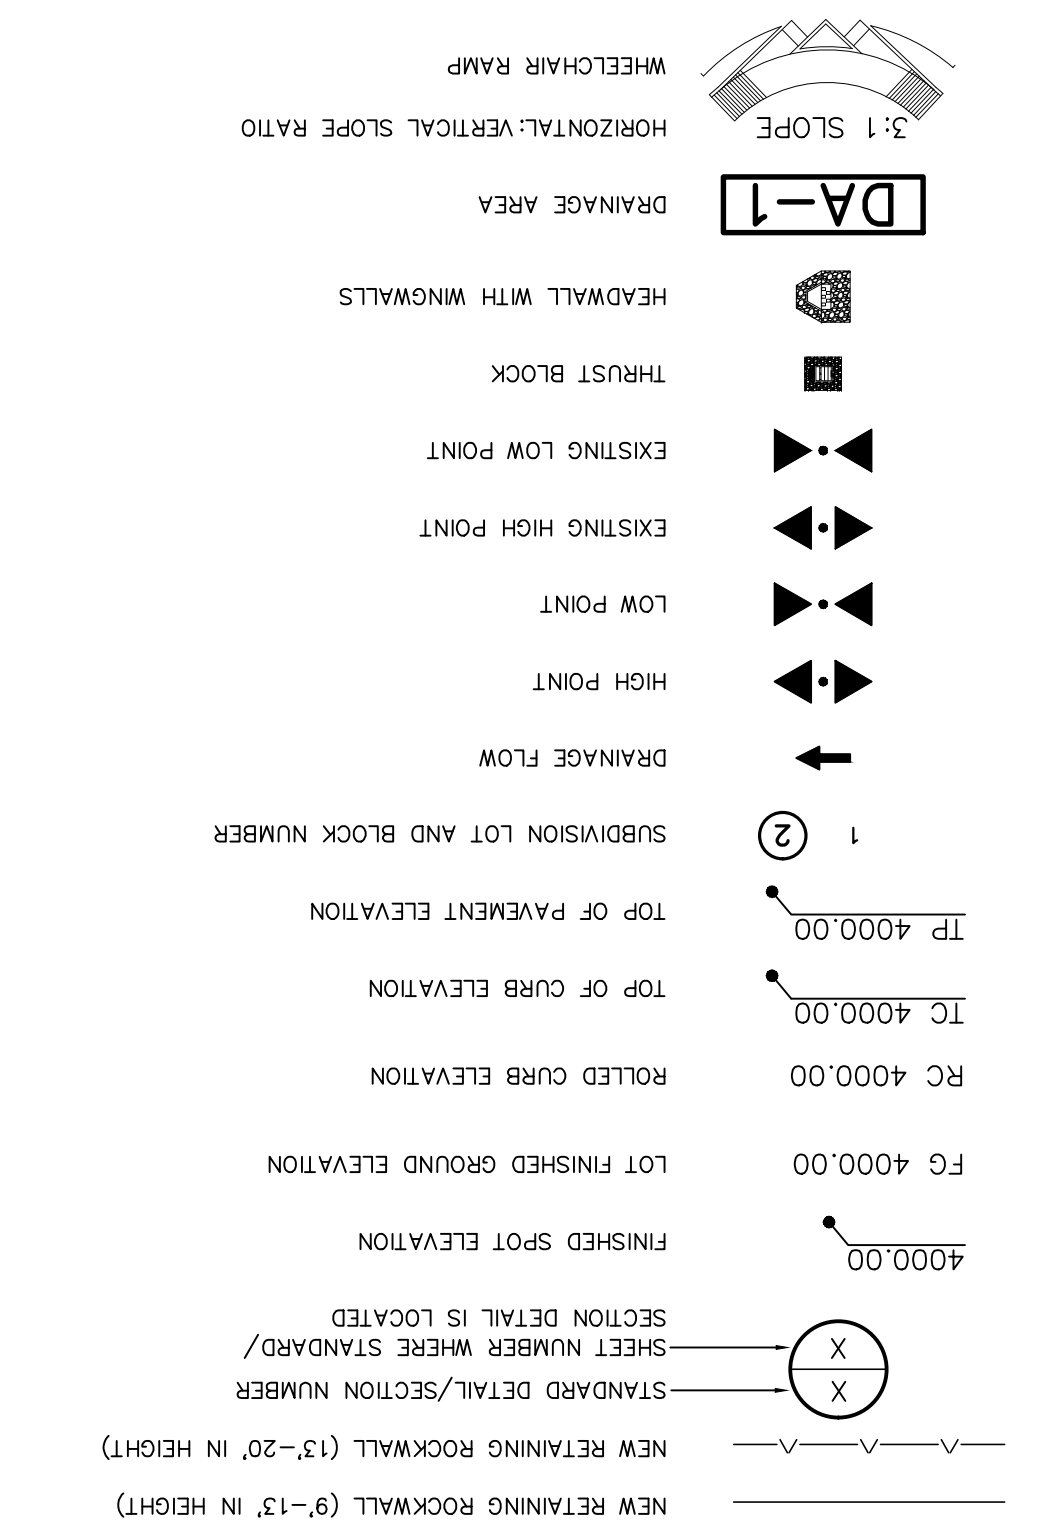 NEW RETAINING ROCKWALL (9'-13' IN HEIGHT)
NEW RETAINING ROCKWALL (13'-20' IN HEIGHT)
X
STANDARD DETAIL/SECTION NUMBER
X
SHEET NUMBER WHERE STANDARD/
SECTION DETAIL IS LOCATED
4000.00
FINISHED SPOT ELEVATION
FG 4000.00
LOT FINISHED GROUND ELEVATION
RC 4000.00
ROLLED CURB ELEVATION
TC 4000.00
TOP OF CURB ELEVATION
TP 4000.00
TOP OF PAVEMENT ELEVATION
1 2
SUBDIVISION LOT AND BLOCK NUMBER
DRAINAGE FLOW
HIGH POINT
LOW POINT
EXISTING HIGH POINT
EXISTING LOW POINT
THRUST BLOCK
HEADWALL WITH WINGWALLS
DA-1
DRAINAGE AREA
3:1 SLOPE
HORIZONTAL:VERTICAL SLOPE RATIO
WHEELCHAIR RAMP